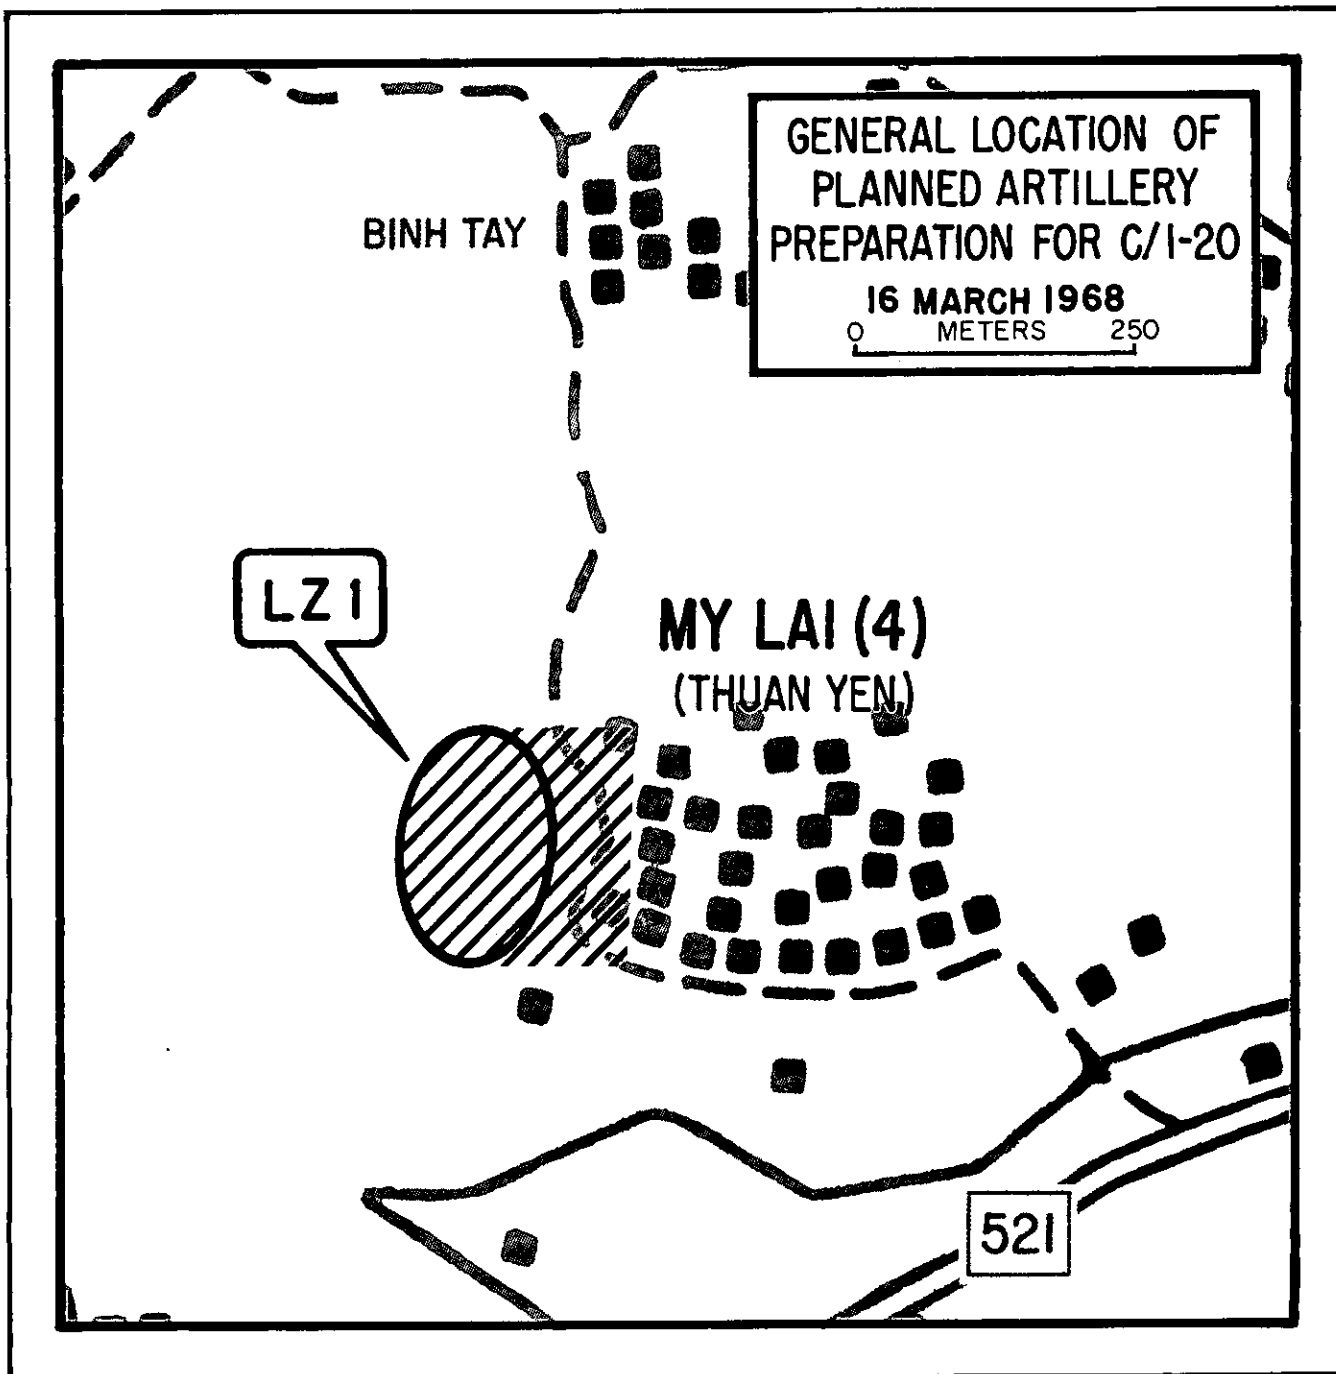 GENERAL LOCATION OF
PLANNED ARTILLERY
PREPARATION FOR C/1-20
16 MARCH 1968
0 METERS 250
BINH TAY
LZ 1
MY LAI (4)
(THUAN YEN)
521